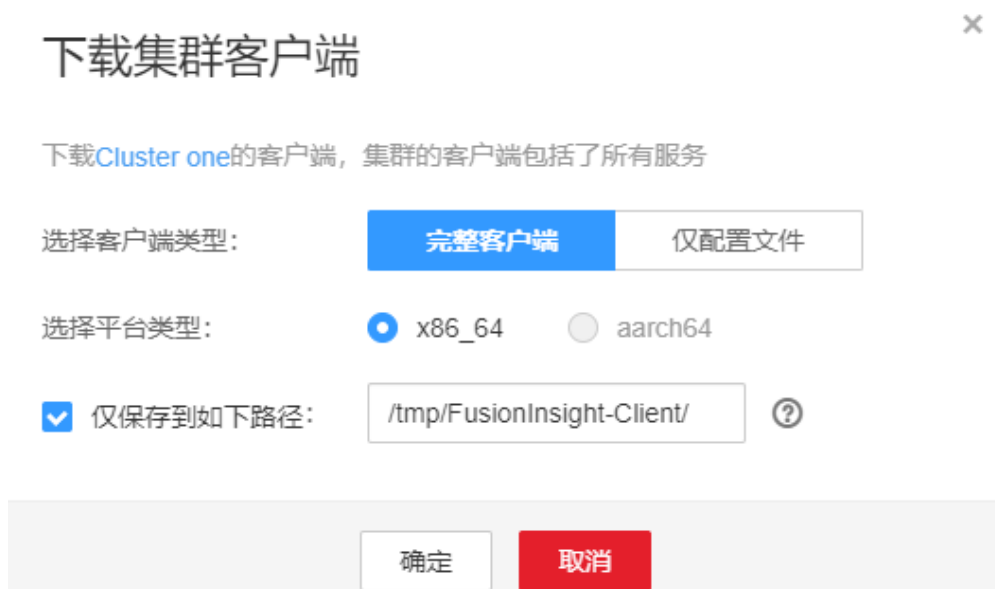 下载集群客户端
下载Cluster one的客户端，集群的客户端包括了所有服务
选择客户端类型： 完整客户端 仅配置文件
选择平台类型： x86_64 aarch64
仅保存到如下路径： /tmp/FusionInsight-Client/
确定 取消